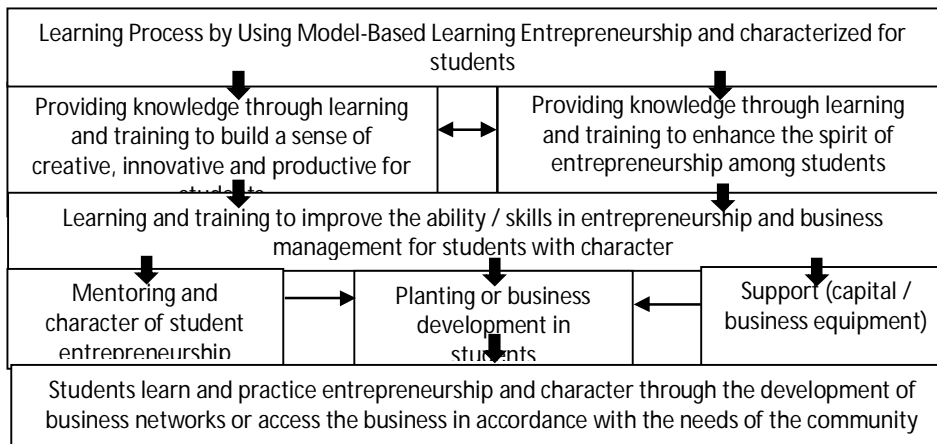 Learning Process by Using Model-Based Learning Entrepreneurship and characterized for
students
Providing knowledge through learning
and training to build a sense of
creative, innovative and productive for
students
Providing knowledge through learning
and training to enhance the spirit of
entrepreneurship among students
Learning and training to improve the ability / skills in entrepreneurship and business
management for students with character
Mentoring and
character of student
entrepreneurship
Planting or business
development in
students
Support (capital /
business equipment)
Students learn and practice entrepreneurship and character through the development of
business networks or access the business in accordance with the needs of the community